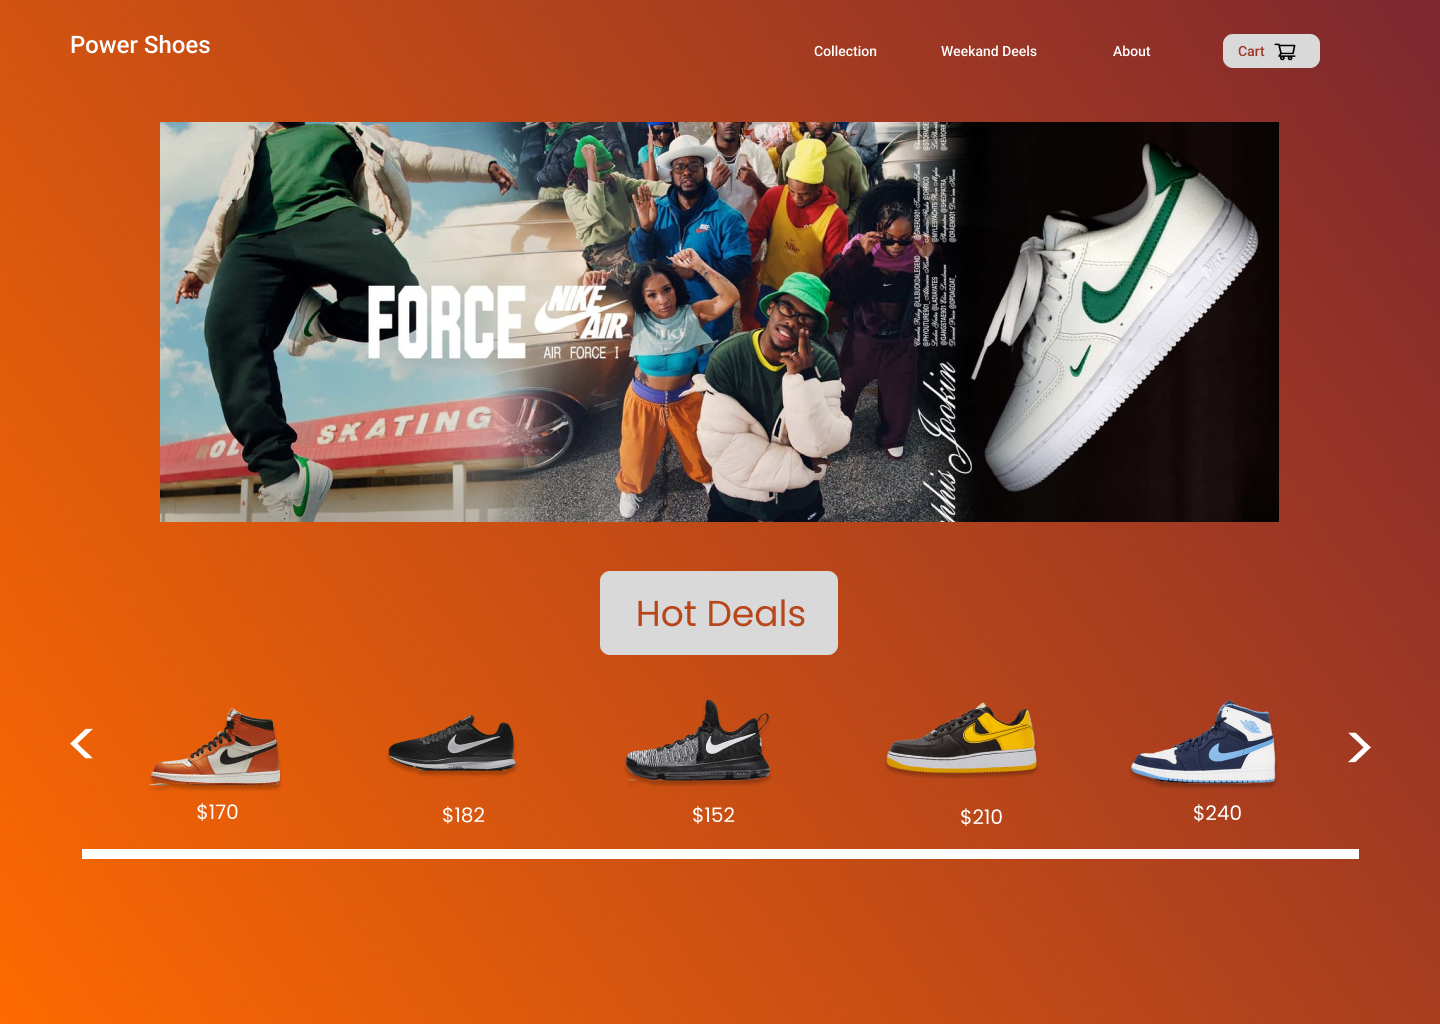 Power Shoes
Collection
Weekand Deels
About
Cart
FORCE
NIKE
AIR
AIR FORCE I
SKATING
Jookin
Hot Deals
$170
$182
$152
$210
$240